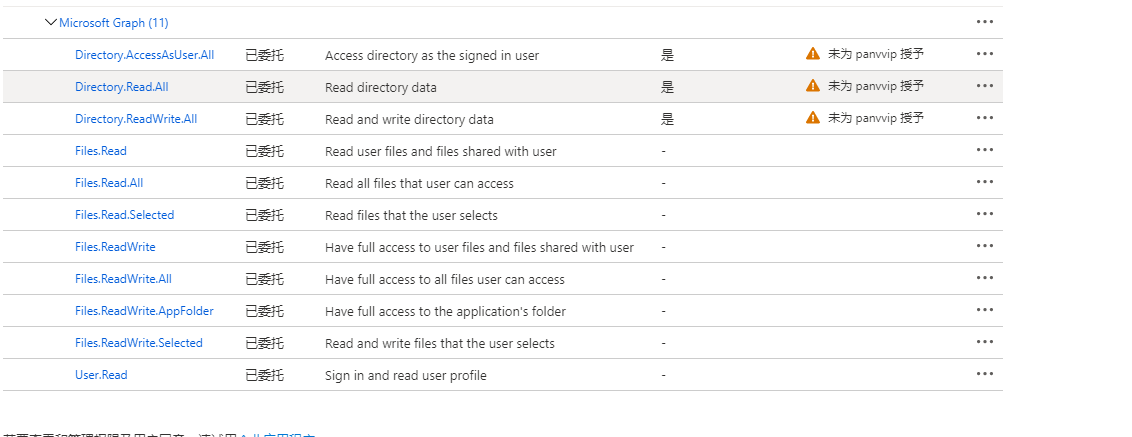 Microsoft Graph (11)
Directory.AccessAsUser.All 已委托 Access directory as the signed in user 是 未为 panvvip 授予
Directory.Read.All 已委托 Read directory data 是 未为 panvvip 授予
Directory.ReadWrite.All 已委托 Read and write directory data 是 未为 panvvip 授予
Files.Read 已委托 Read user files and files shared with user -
Files.Read.All 已委托 Read all files that user can access -
Files.Read.Selected 已委托 Read files that the user selects -
Files.ReadWrite 已委托 Have full access to user files and files shared with user -
Files.ReadWrite.All 已委托 Have full access to all files user can access -
Files.ReadWrite.AppFolder 已委托 Have full access to the application's folder -
Files.ReadWrite.Selected 已委托 Read and write files that the user selects -
User.Read 已委托 Sign in and read user profile -